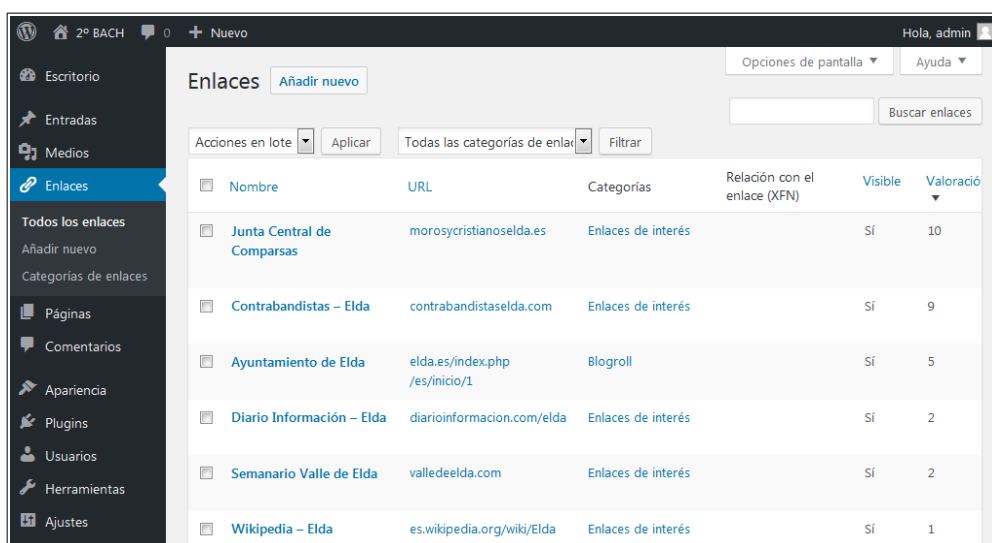 2º BACH 0 + Nuevo Hola, admin
Opciones de pantalla ▼ Ayuda ▼
Escritorio
Entradas
Medios
Enlaces
Todos los enlaces
Añadir nuevo
Categorías de enlaces
Páginas
Comentarios
Apariencia
Plugins
Usuarios
Herramientas
Ajustes
Enlaces Añadir nuevo
Buscar enlaces
Acciones en lote Aplicar Todas las categorías de enlac Filtrar
Nombre URL Categorías Relación con el enlace (XFN) Visible Valoració
Junta Central de Comparsas morosycristianoselda.es Enlaces de interés Sí 10
Contrabandistas – Elda contrabandistaselda.com Enlaces de interés Sí 9
Ayuntamiento de Elda elda.es/index.php/es/inicio/1 Blogroll Sí 5
Diario Información – Elda diarioinformacion.com/elda Enlaces de interés Sí 2
Semanario Valle de Elda valledeelda.com Enlaces de interés Sí 2
Wikipedia – Elda es.wikipedia.org/wiki/Elda Enlaces de interés Sí 1